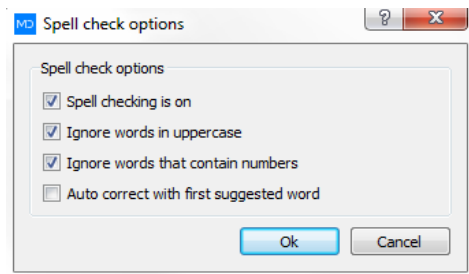 MD Spell check options ? X
Spell check options
Spell checking is on
Ignore words in uppercase
Ignore words that contain numbers
Auto correct with first suggested word
Ok Cancel